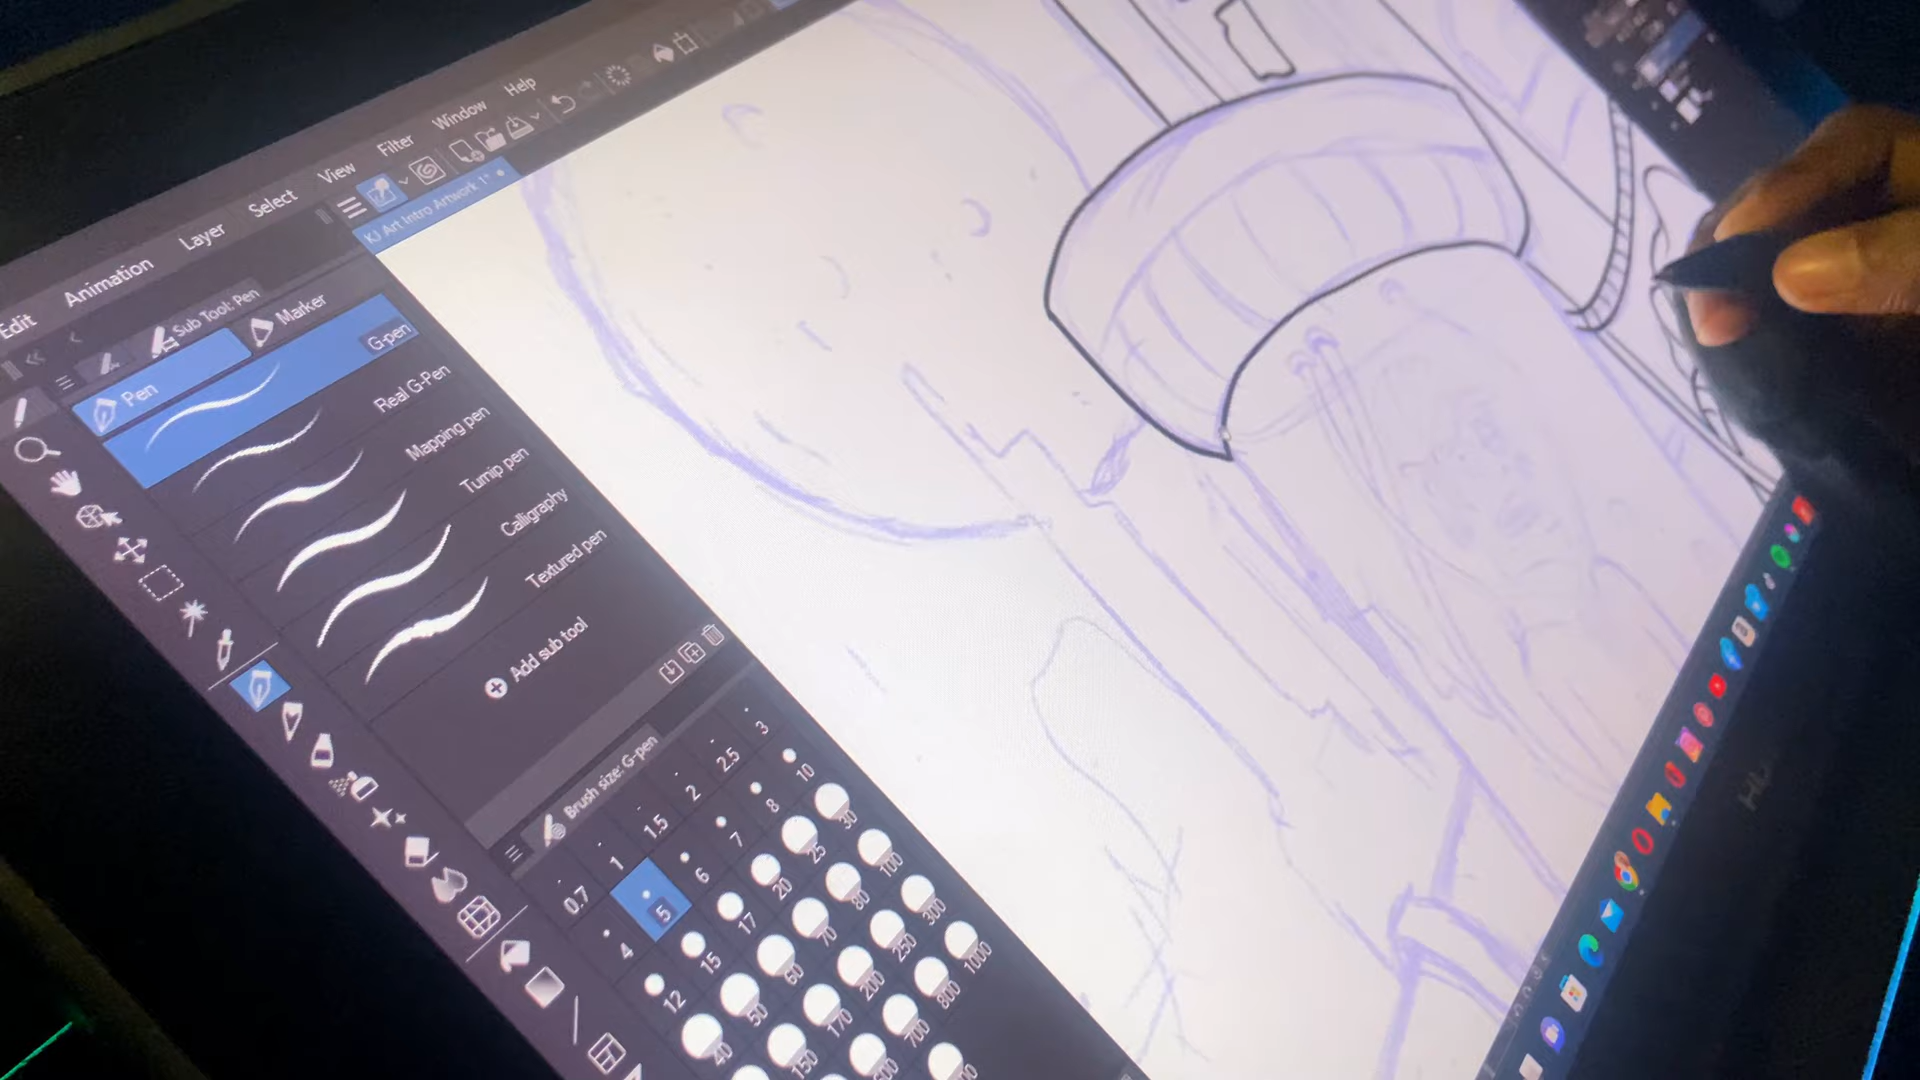 Edit Animation Layer Select View Filter Window Help
KJ Art Intro Artwork 1*
Sub Tool: Pen
Pen Marker
G-pen
Real G-Pen
Mapping pen
Turnip pen
Calligraphy
Textured pen
Add sub tool
Brush size: G-pen
0.7 1 1.5 2 2.5 3
4 5 6 7 8 10
12 15 17 20 25 30
40 50 60 70 80 100
150 170 200 250 300
600 700 800 1000